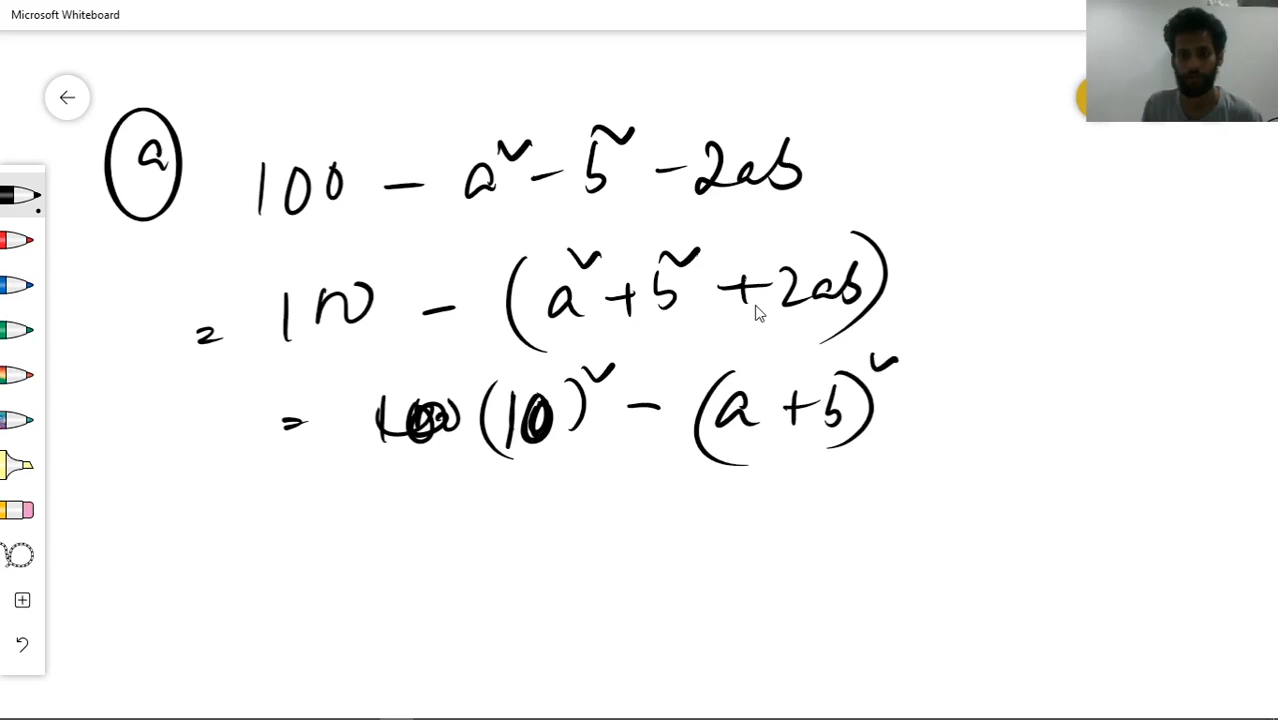 Microsoft Whiteboard
a
100 - a² - b² - 2ab
= 100 - (a² + b² + 2ab)
= (10)² - (a + b)²